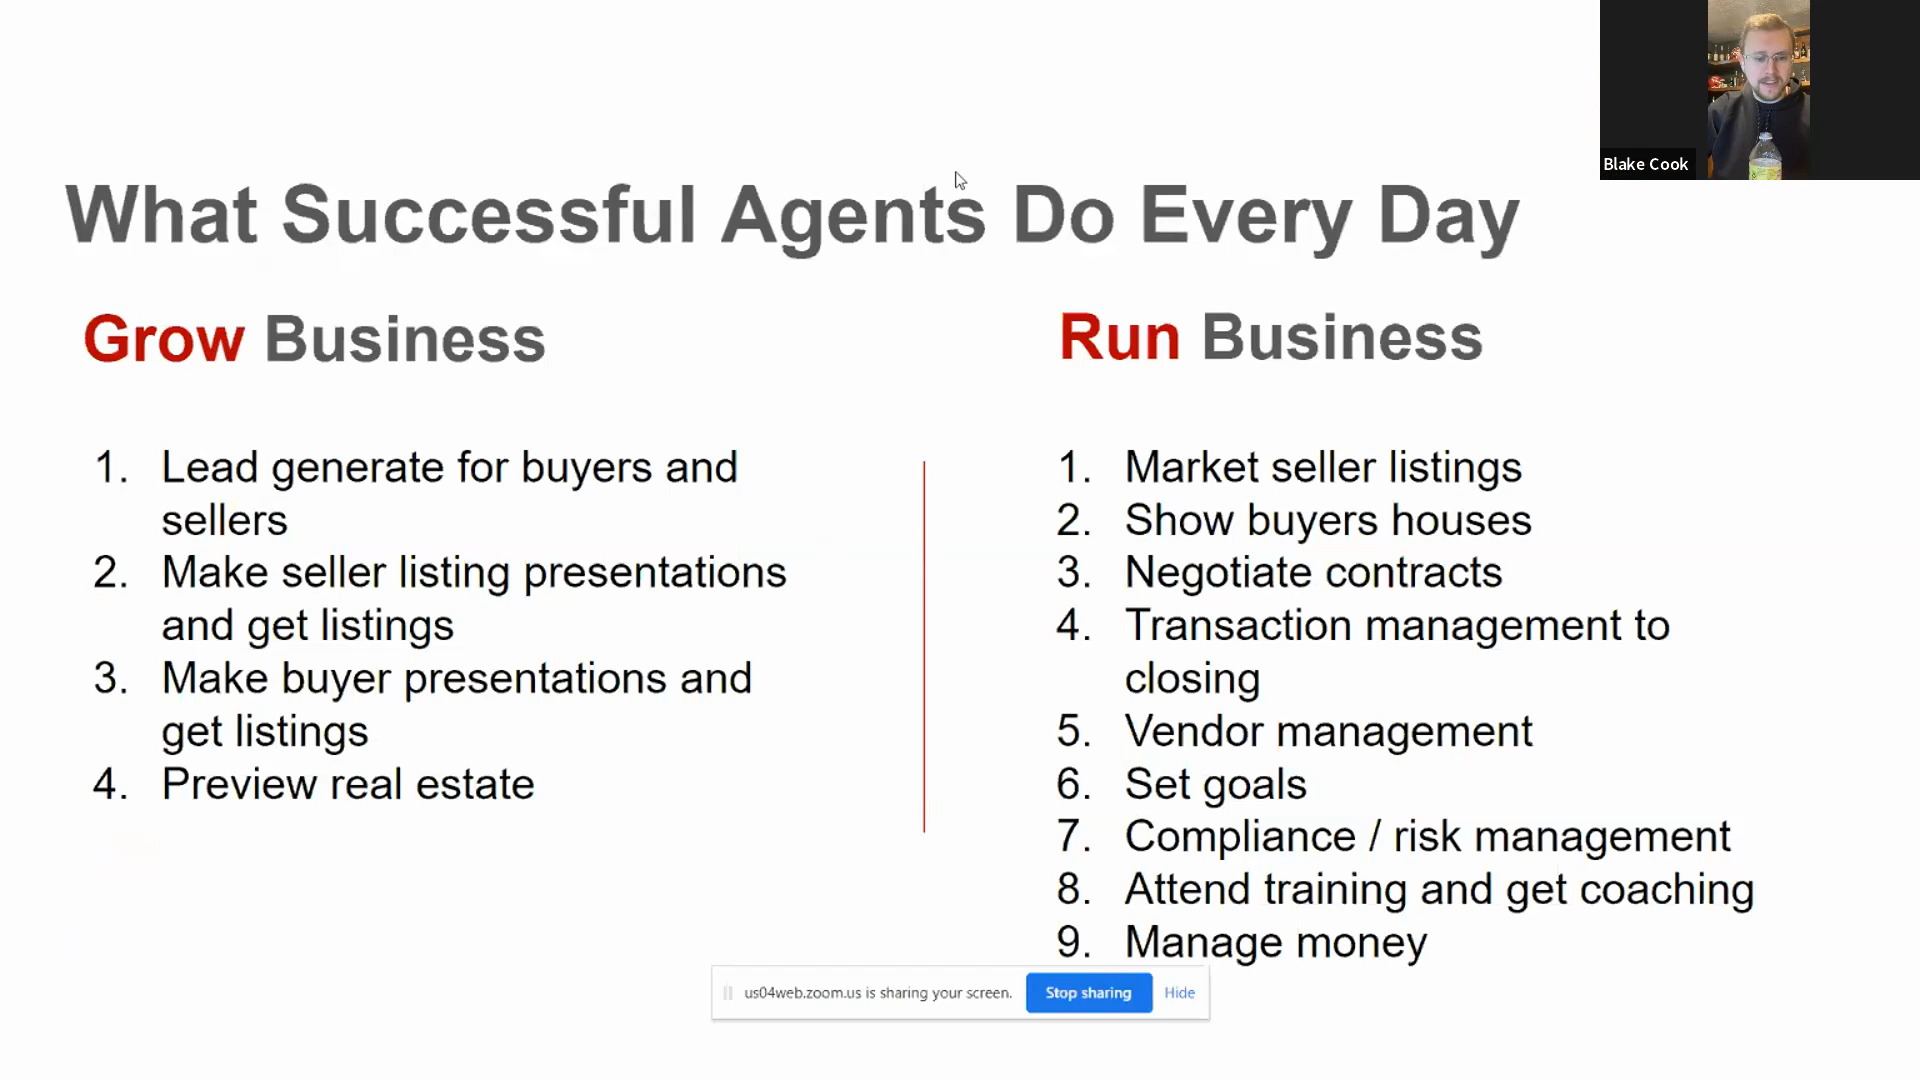 Blake Cook
What Successful Agents Do Every Day
Grow Business
1. Lead generate for buyers and
sellers
2. Make seller listing presentations
and get listings
3. Make buyer presentations and
get listings
4. Preview real estate
Run Business
1. Market seller listings
2. Show buyers houses
3. Negotiate contracts
4. Transaction management to
closing
5. Vendor management
6. Set goals
7. Compliance / risk management
8. Attend training and get coaching
9. Manage money
us04web.zoom.us is sharing your screen.
Stop sharing
Hide